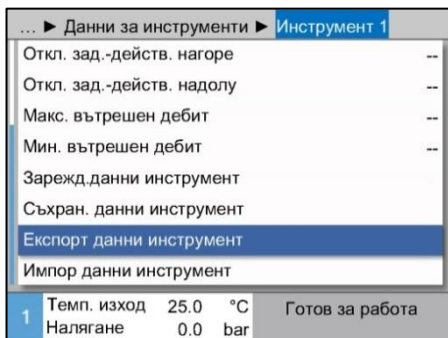 ... ► Данни за инструменти ► Инструмент 1
Откл. зад.-действ. нагоре --
Откл. зад.-действ. надолу --
Макс. вътрешен дебит --
Мин. вътрешен дебит --
Зарежд.данни инструмент
Съхран. данни инструмент
Експорт данни инструмент
Импор данни инструмент
1 Темп. изход 25.0 °C Готов за работа
Налягане 0.0 bar